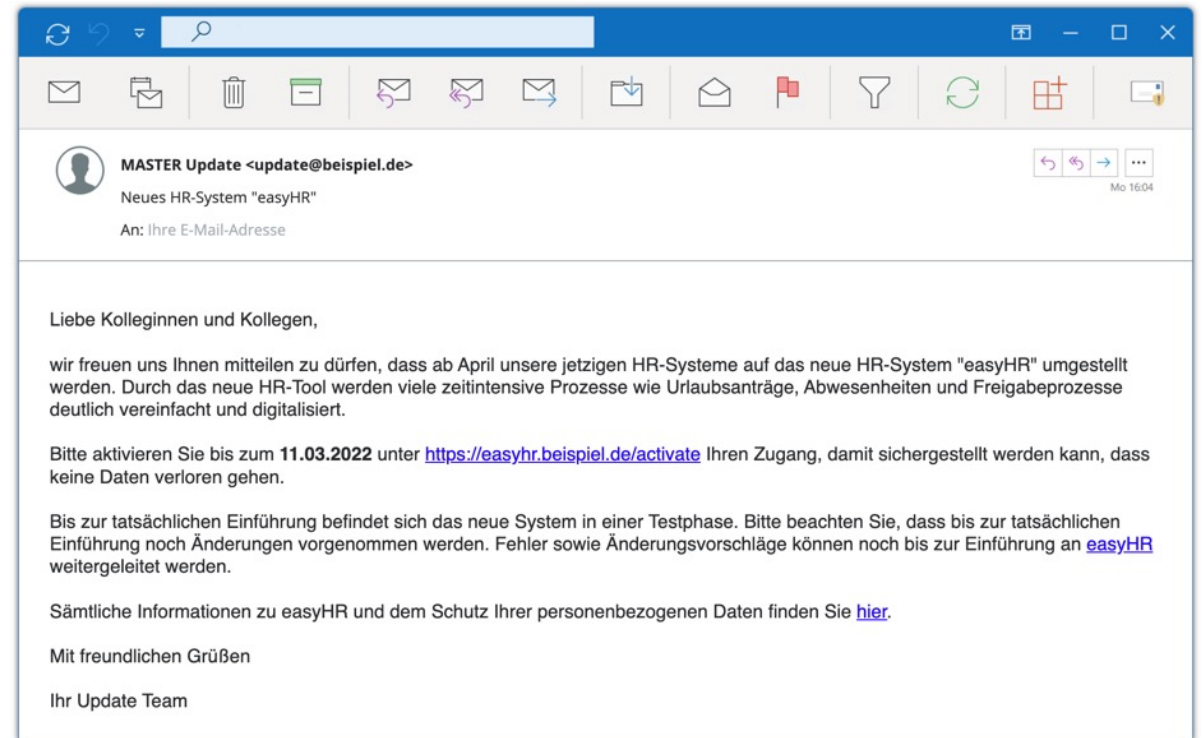 MASTER Update <update@beispiel.de>
Neues HR-System "easyHR"
Mo 16:04
An: Ihre E-Mail-Adresse
Liebe Kolleginnen und Kollegen,
wir freuen uns Ihnen mitteilen zu dürfen, dass ab April unsere jetzigen HR-Systeme auf das neue HR-System "easyHR" umgestellt
werden. Durch das neue HR-Tool werden viele zeitintensive Prozesse wie Urlaubsanträge, Abwesenheiten und Freigabeprozesse
deutlich vereinfacht und digitalisiert.
Bitte aktivieren Sie bis zum 11.03.2022 unter https://easyhr.beispiel.de/activate Ihren Zugang, damit sichergestellt werden kann, dass
keine Daten verloren gehen.
Bis zur tatsächlichen Einführung befindet sich das neue System in einer Testphase. Bitte beachten Sie, dass bis zur tatsächlichen
Einführung noch Änderungen vorgenommen werden. Fehler sowie Änderungsvorschläge können noch bis zur Einführung an easyHR
weitergeleitet werden.
Sämtliche Informationen zu easyHR und dem Schutz Ihrer personenbezogenen Daten finden Sie hier.
Mit freundlichen Grüßen
Ihr Update Team